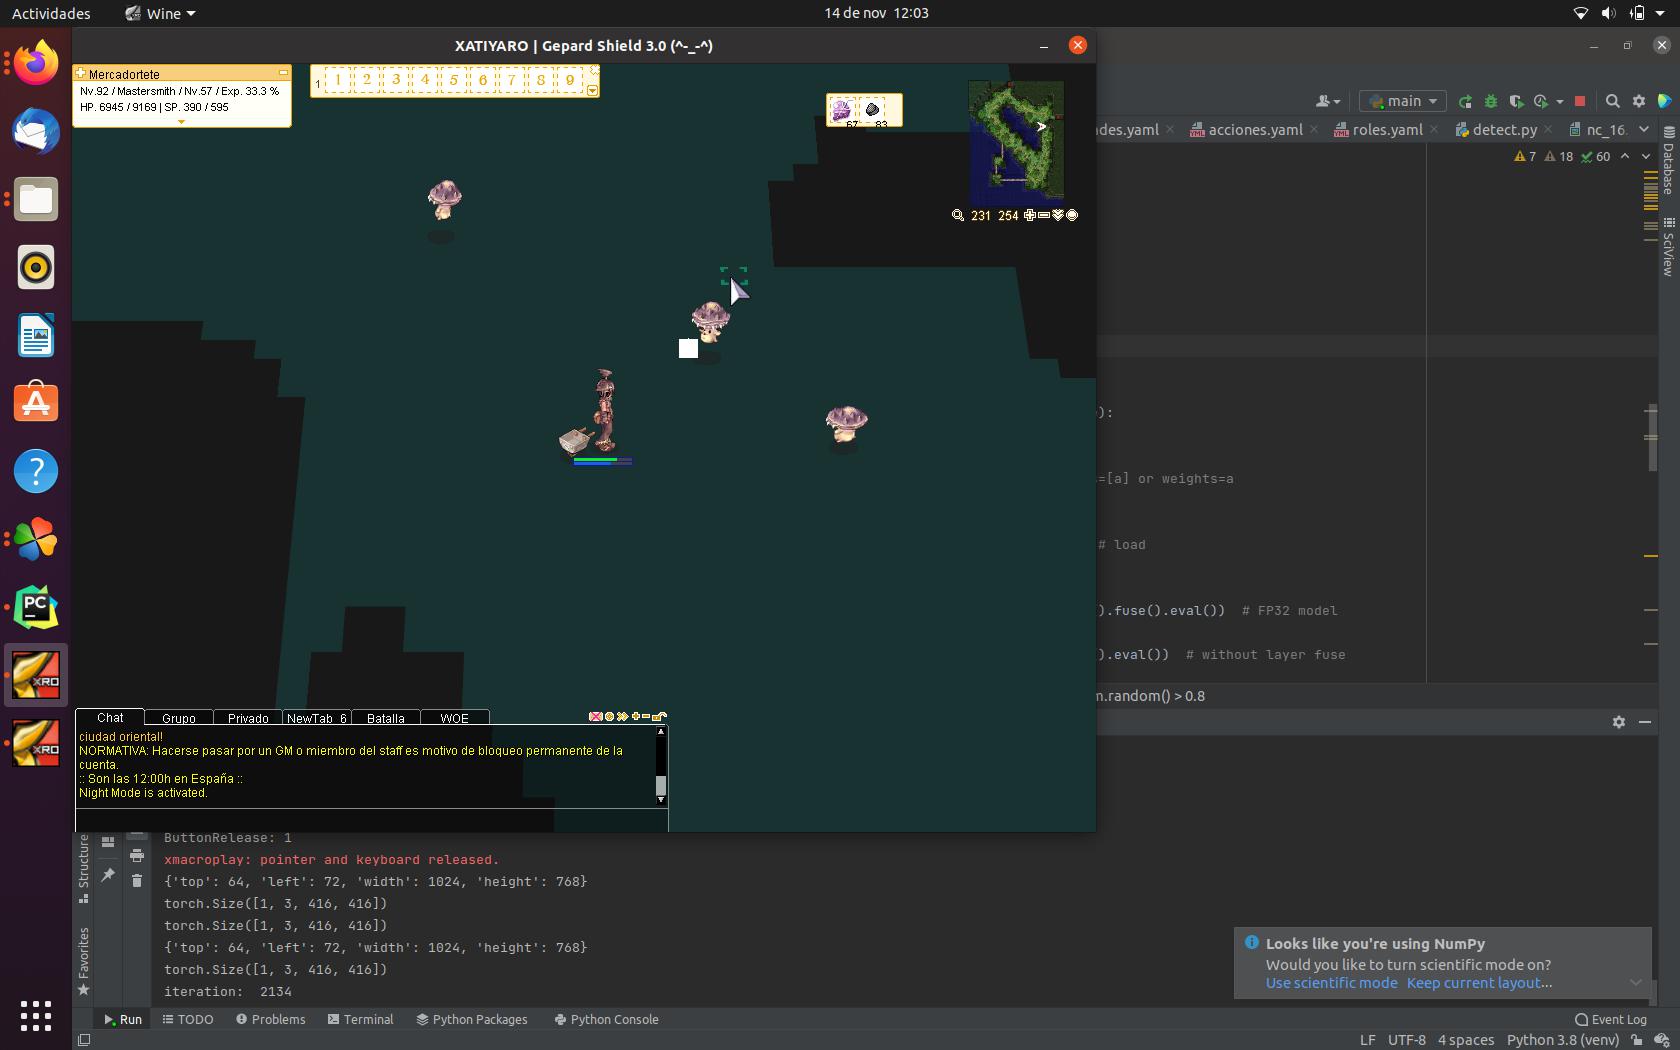 Actividades
Wine
14 de nov 12:03
XATIYARO | Gepard Shield 3.0 (^-_-^)
Mercadortete
Nv.92 / Mastersmith / Nv.57 / Exp. 33.3 %
HP. 6945 / 9169 | SP. 390 / 595
1 1 2 3 4 5 6 7 8 9
67 83
231 254
main
des.yaml
acciones.yaml
roles.yaml
detect.py
nc_16.
7 18 60
Database
SciView
):
=[a] or weights=a
# load
).fuse().eval()) # FP32 model
).eval()) # without layer fuse
m.random() > 0.8
Chat Grupo Privado NewTab_6 Batalla WOE
ciudad oriental!
NORMATIVA: Hacerse pasar por un GM o miembro del staff es motivo de bloqueo permanente de la
cuenta.
:: Son las 12:00h en España ::
Night Mode is activated.
XRO
XRO
PC
Structure
Favorites
ButtonRelease: 1
xmacroplay: pointer and keyboard released.
{'top': 64, 'left': 72, 'width': 1024, 'height': 768}
torch.Size([1, 3, 416, 416])
torch.Size([1, 3, 416, 416])
{'top': 64, 'left': 72, 'width': 1024, 'height': 768}
torch.Size([1, 3, 416, 416])
iteration: 2134
Looks like you're using NumPy
Would you like to turn scientific mode on?
Use scientific mode Keep current layout...
Run TODO Problems Terminal Python Packages Python Console
Event Log
LF UTF-8 4 spaces Python 3.8 (venv)